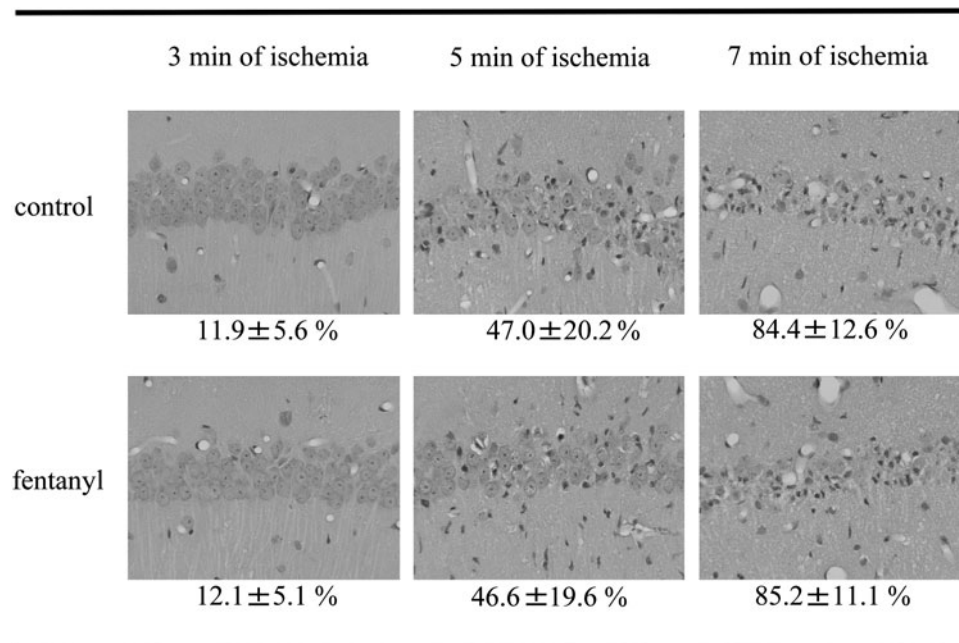 3 min of ischemia 5 min of ischemia 7 min of ischemia
control
11.9±5.6 % 47.0±20.2 % 84.4±12.6 %
fentanyl
12.1±5.1 % 46.6±19.6 % 85.2±11.1 %